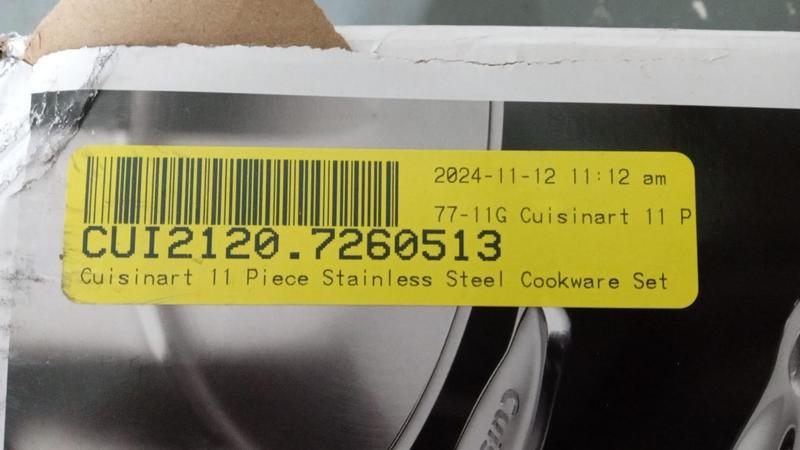 2024-11-12 11:12 am
77-11G Cuisinart 11 P
CUI2120.7260513
Cuisinart 11 Piece Stainless Steel Cookware Set